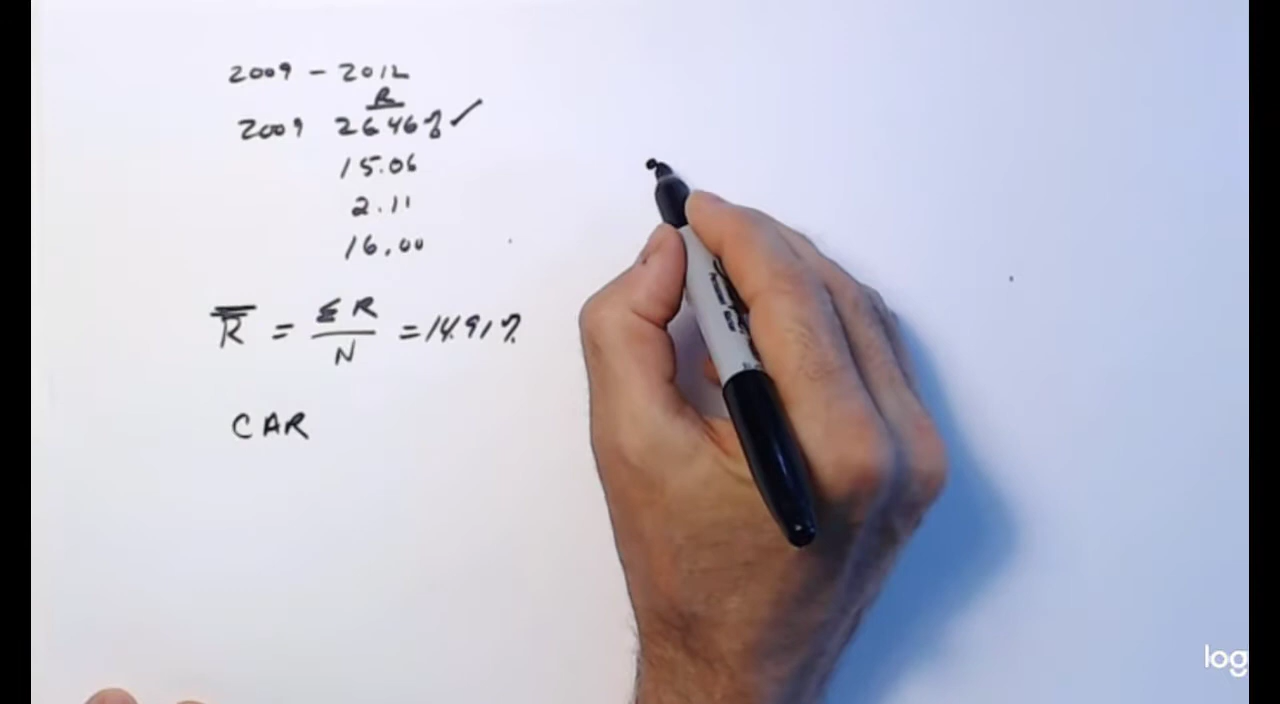 2009 - 2012
R
2009 26.46% ✓
15.06
2.11
16.00
R̄ = ΣR / N = 14.91%
CAR
log